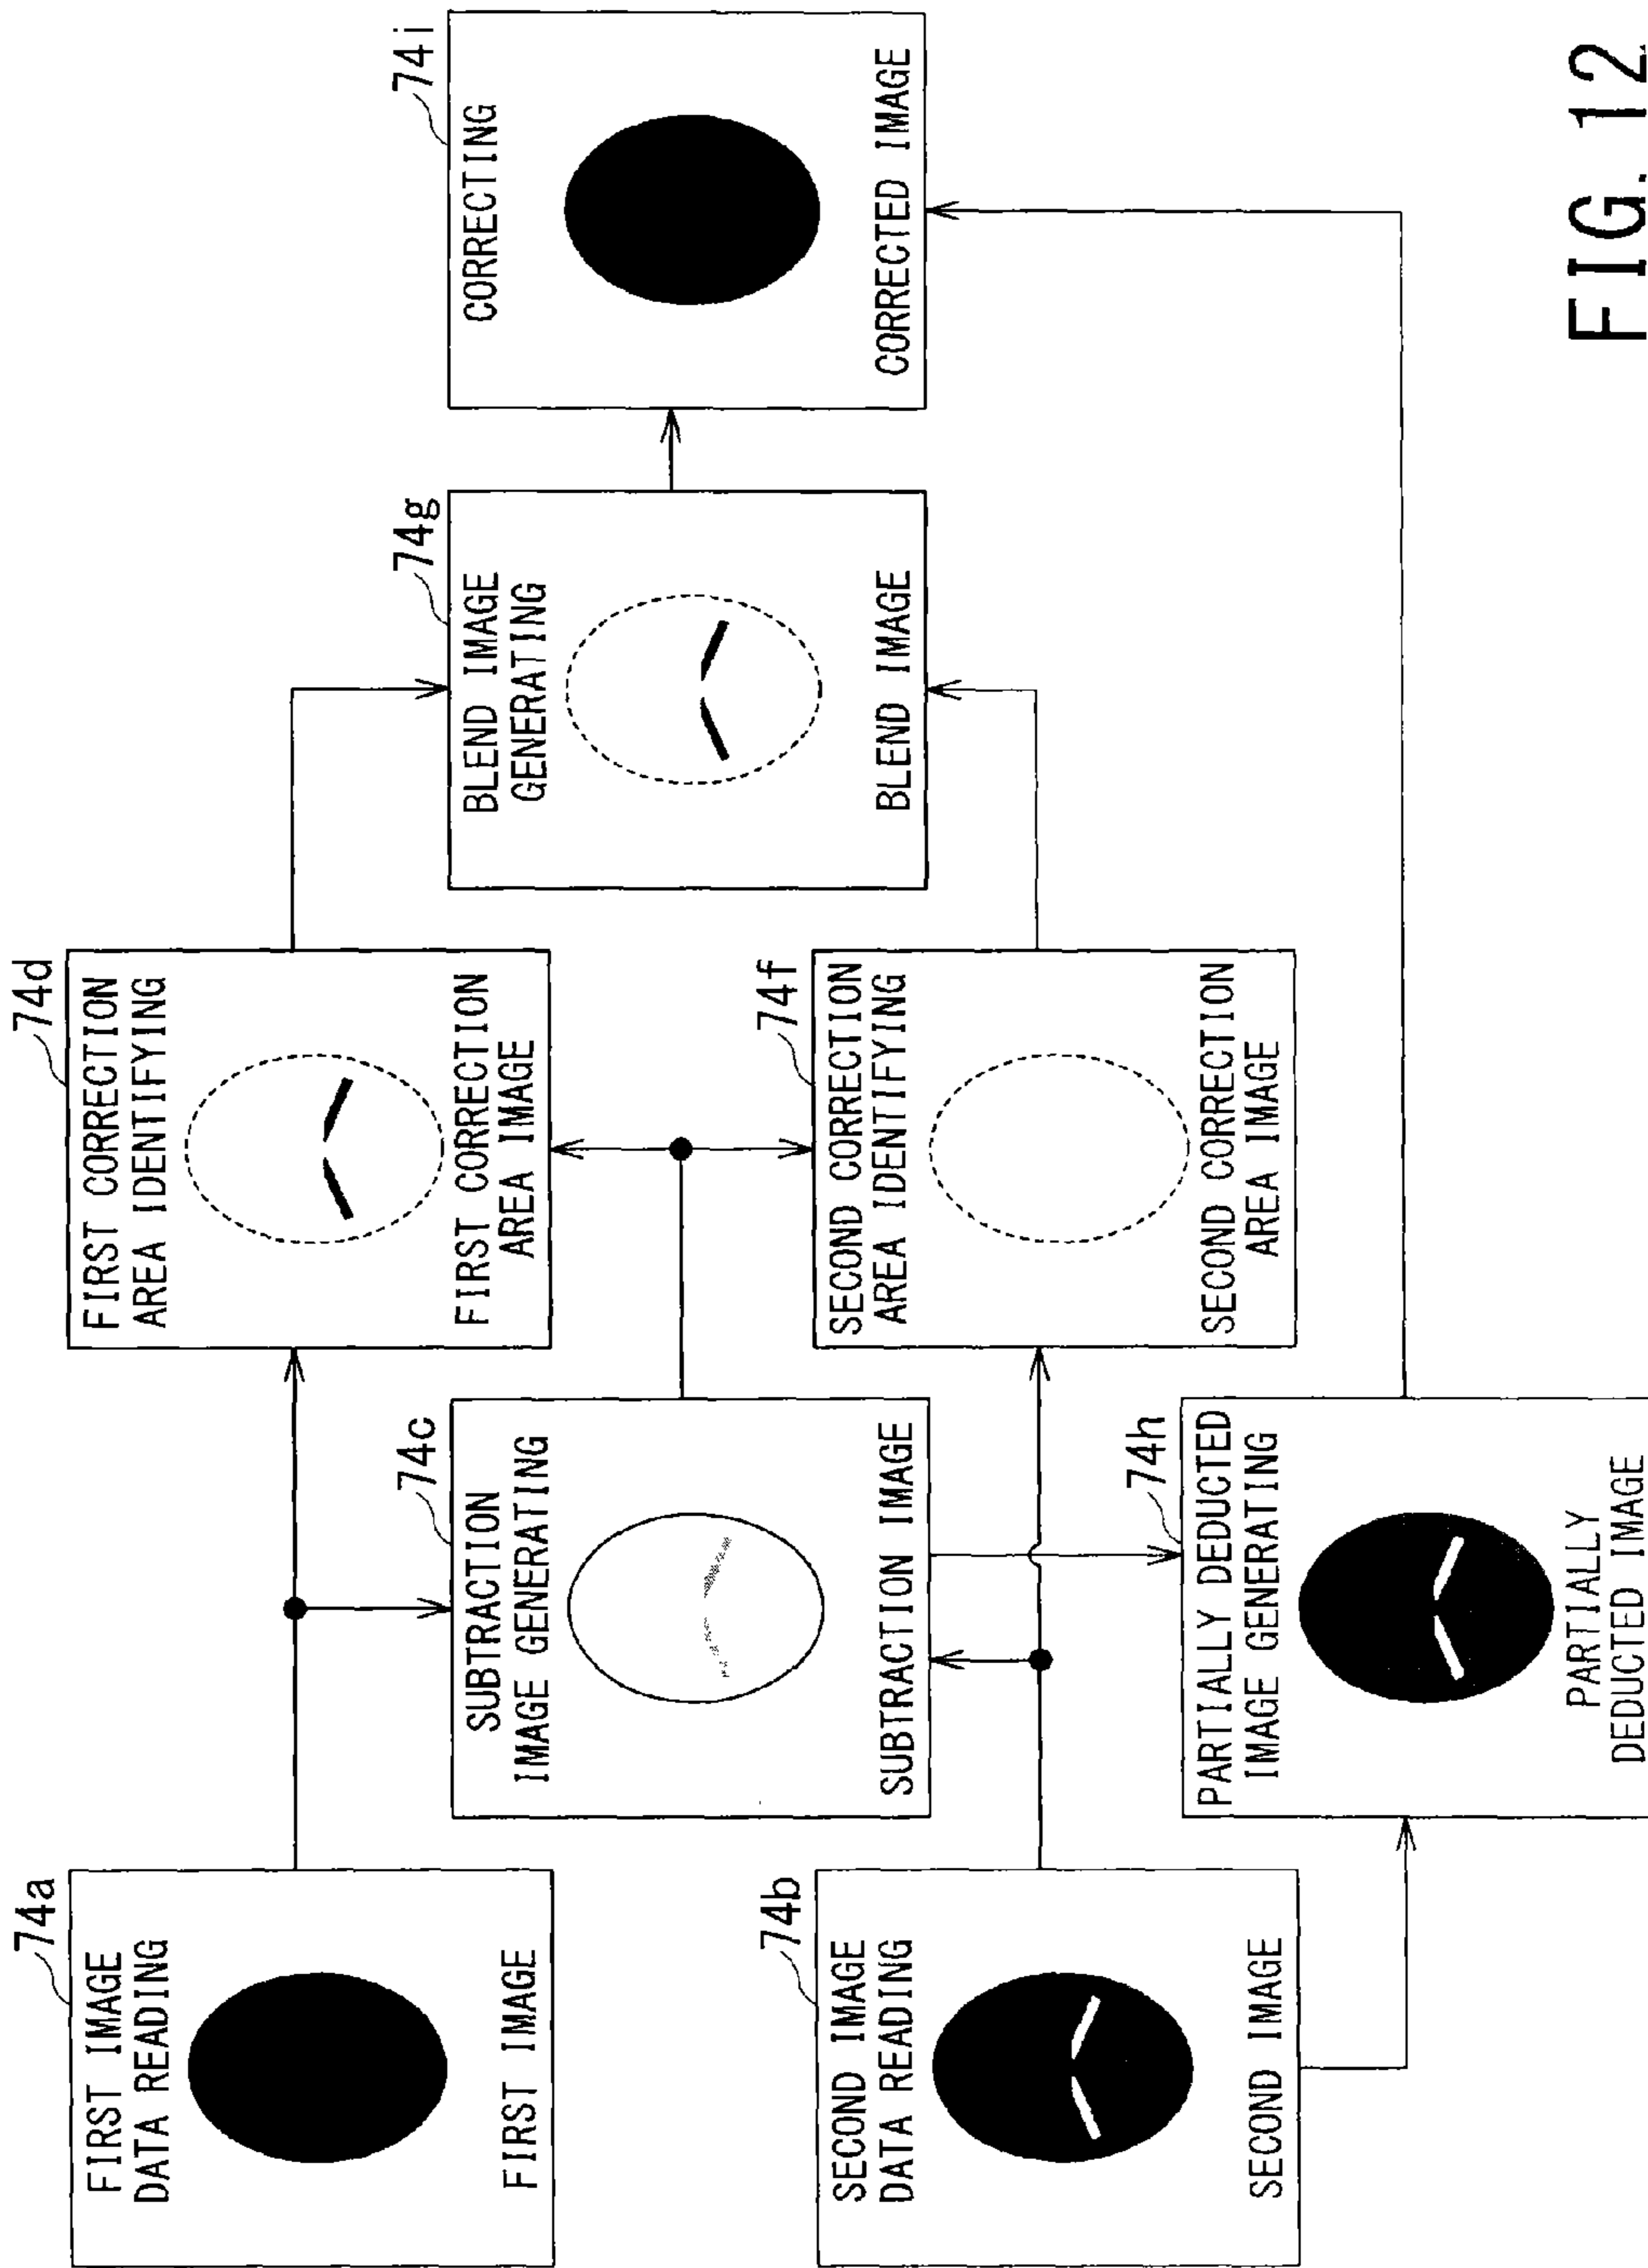 74a
FIRST IMAGE
DATA READING
FIRST IMAGE
74b
SECOND IMAGE
DATA READING
SECOND IMAGE
74c
SUBTRACTION
IMAGE GENERATING
SUBTRACTION IMAGE
74h
PARTIALLY DEDUCTED
IMAGE GENERATING
PARTIALLY
DEDUCTED IMAGE
74d
FIRST CORRECTION
AREA IDENTIFYING
FIRST CORRECTION
AREA IMAGE
74f
SECOND CORRECTION
AREA IDENTIFYING
SECOND CORRECTION
AREA IMAGE
74g
BLEND IMAGE
GENERATING
BLEND IMAGE
74i
CORRECTING
CORRECTED IMAGE
FIG. 12